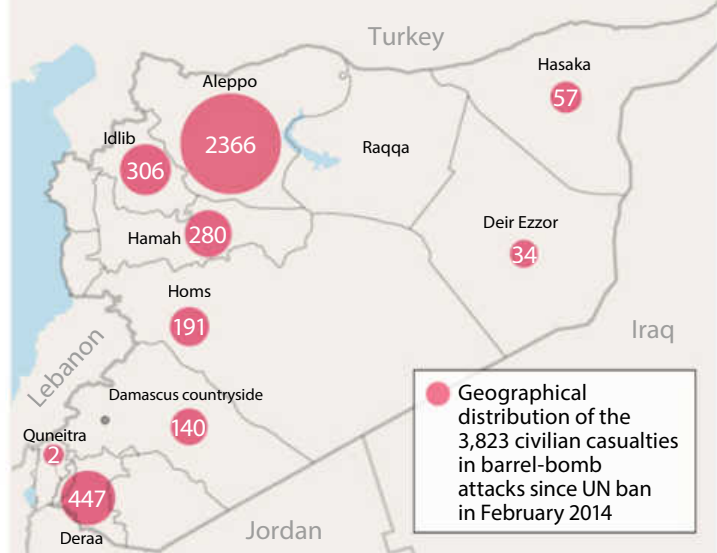 Turkey
Hasaka
57
Aleppo
2366
Idlib
306
Raqqa
Hamah 280
Deir Ezzor
34
Homs
191
Iraq
Lebanon
Damascus countryside
140
Quneitra
2
447
Deraa
Jordan
Geographical
distribution of the
3,823 civilian casualties
in barrel-bomb
attacks since UN ban
in February 2014